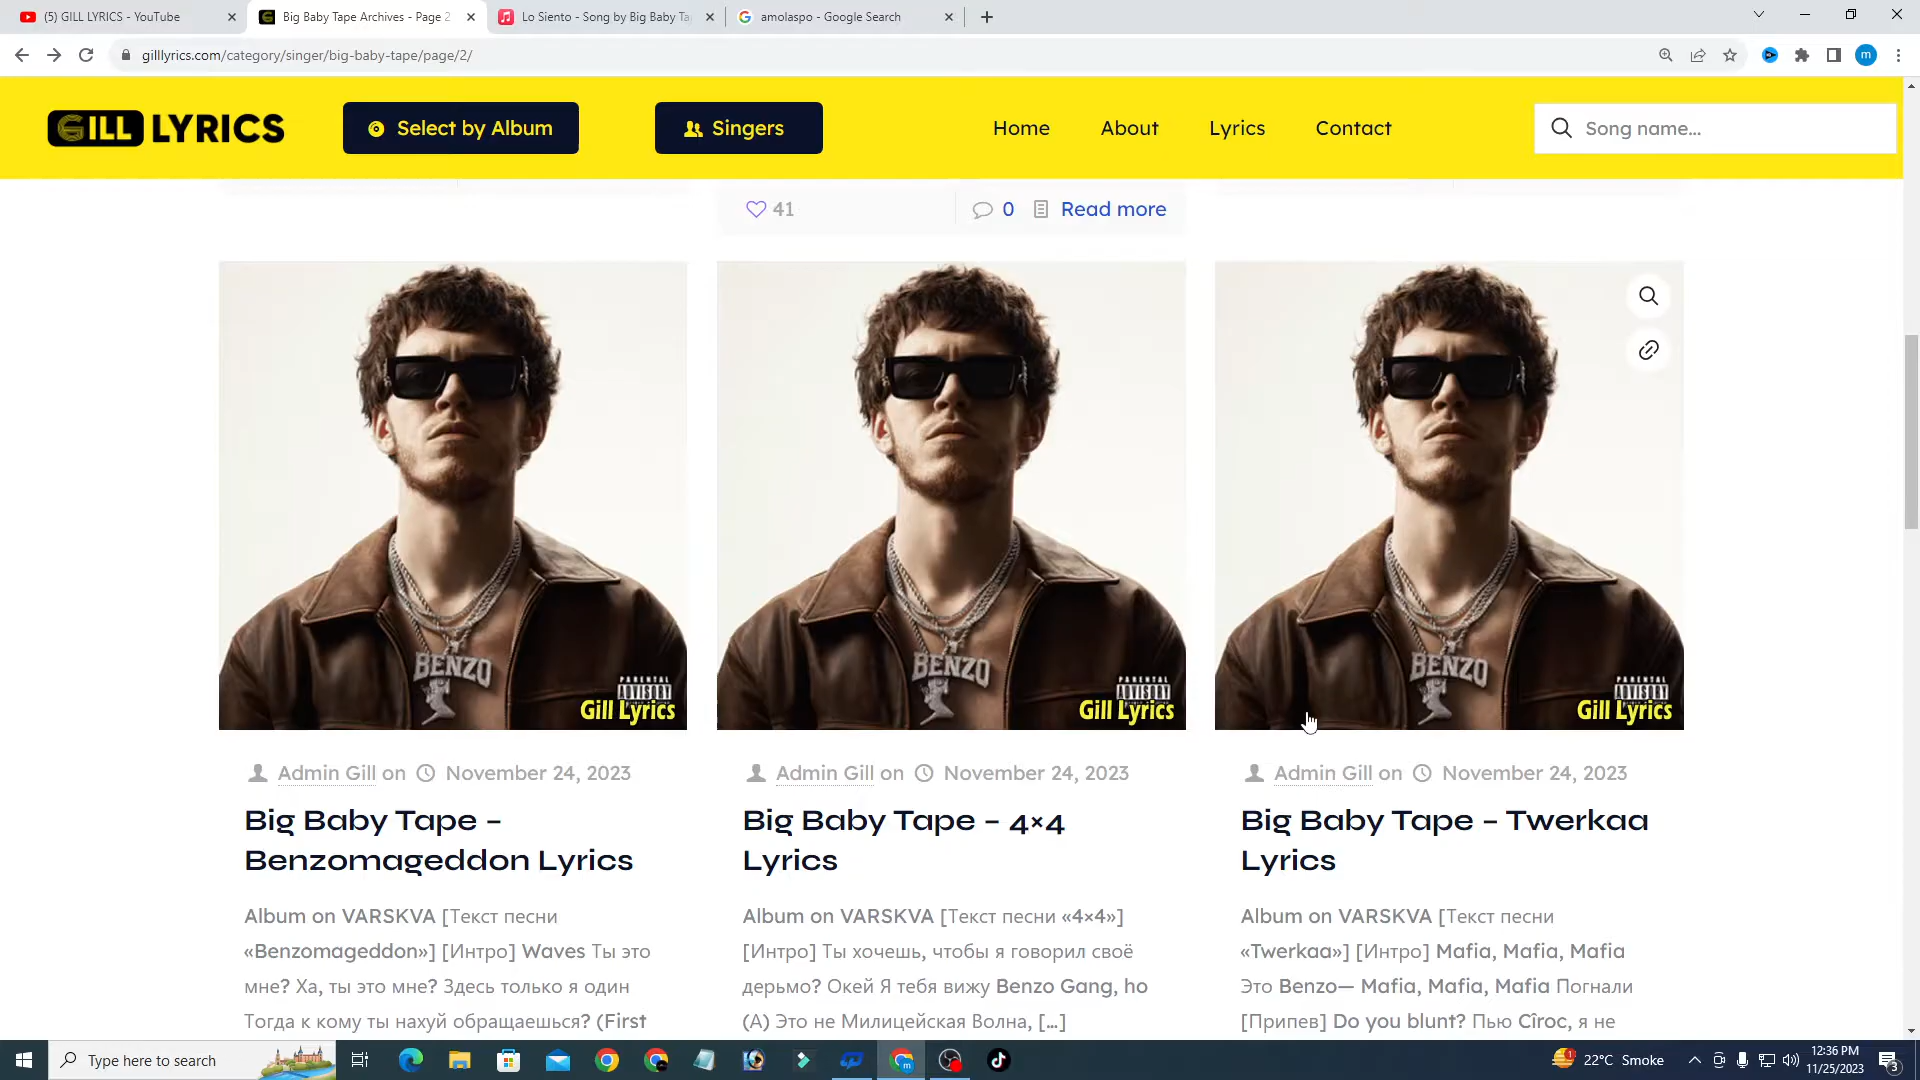 (5) GILL LYRICS - YouTube
Big Baby Tape Archives - Page 2
Lo Siento - Song by Big Baby Ta
amolaspo - Google Search
gilllyrics.com/category/singer/big-baby-tape/page/2/
m
GILL LYRICS
Select by Album
Singers
Home
About
Lyrics
Contact
Song name...
41
0
Read more
BENZO
PARENTAL
ADVISORY
Gill Lyrics
BENZO
PARENTAL
ADVISORY
Gill Lyrics
BENZO
PARENTAL
ADVISORY
Gill Lyrics
Admin Gill on November 24, 2023
Big Baby Tape –
Benzomageddon Lyrics
Album on VARSKVA [Текст песни
«Benzomageddon»] [Интро] Waves Ты это
мне? Ха, ты это мне? Здесь только я один
Тогда к кому ты нахуй обращаешься? (First
Admin Gill on November 24, 2023
Big Baby Tape – 4×4
Lyrics
Album on VARSKVA [Текст песни «4×4»]
[Интро] Ты хочешь, чтобы я говорил своё
дерьмо? Окей Я тебя вижу Benzo Gang, ho
(А) Это не Милицейская Волна, […]
Admin Gill on November 24, 2023
Big Baby Tape – Twerkaa
Lyrics
Album on VARSKVA [Текст песни
«Twerkaa»] [Интро] Mafia, Mafia, Mafia
Это Benzo— Mafia, Mafia, Mafia Погнали
[Припев] Do you blunt? Пью Cîroc, я не
Type here to search
m
1
22°C Smoke
12:36 PM
11/25/2023
3